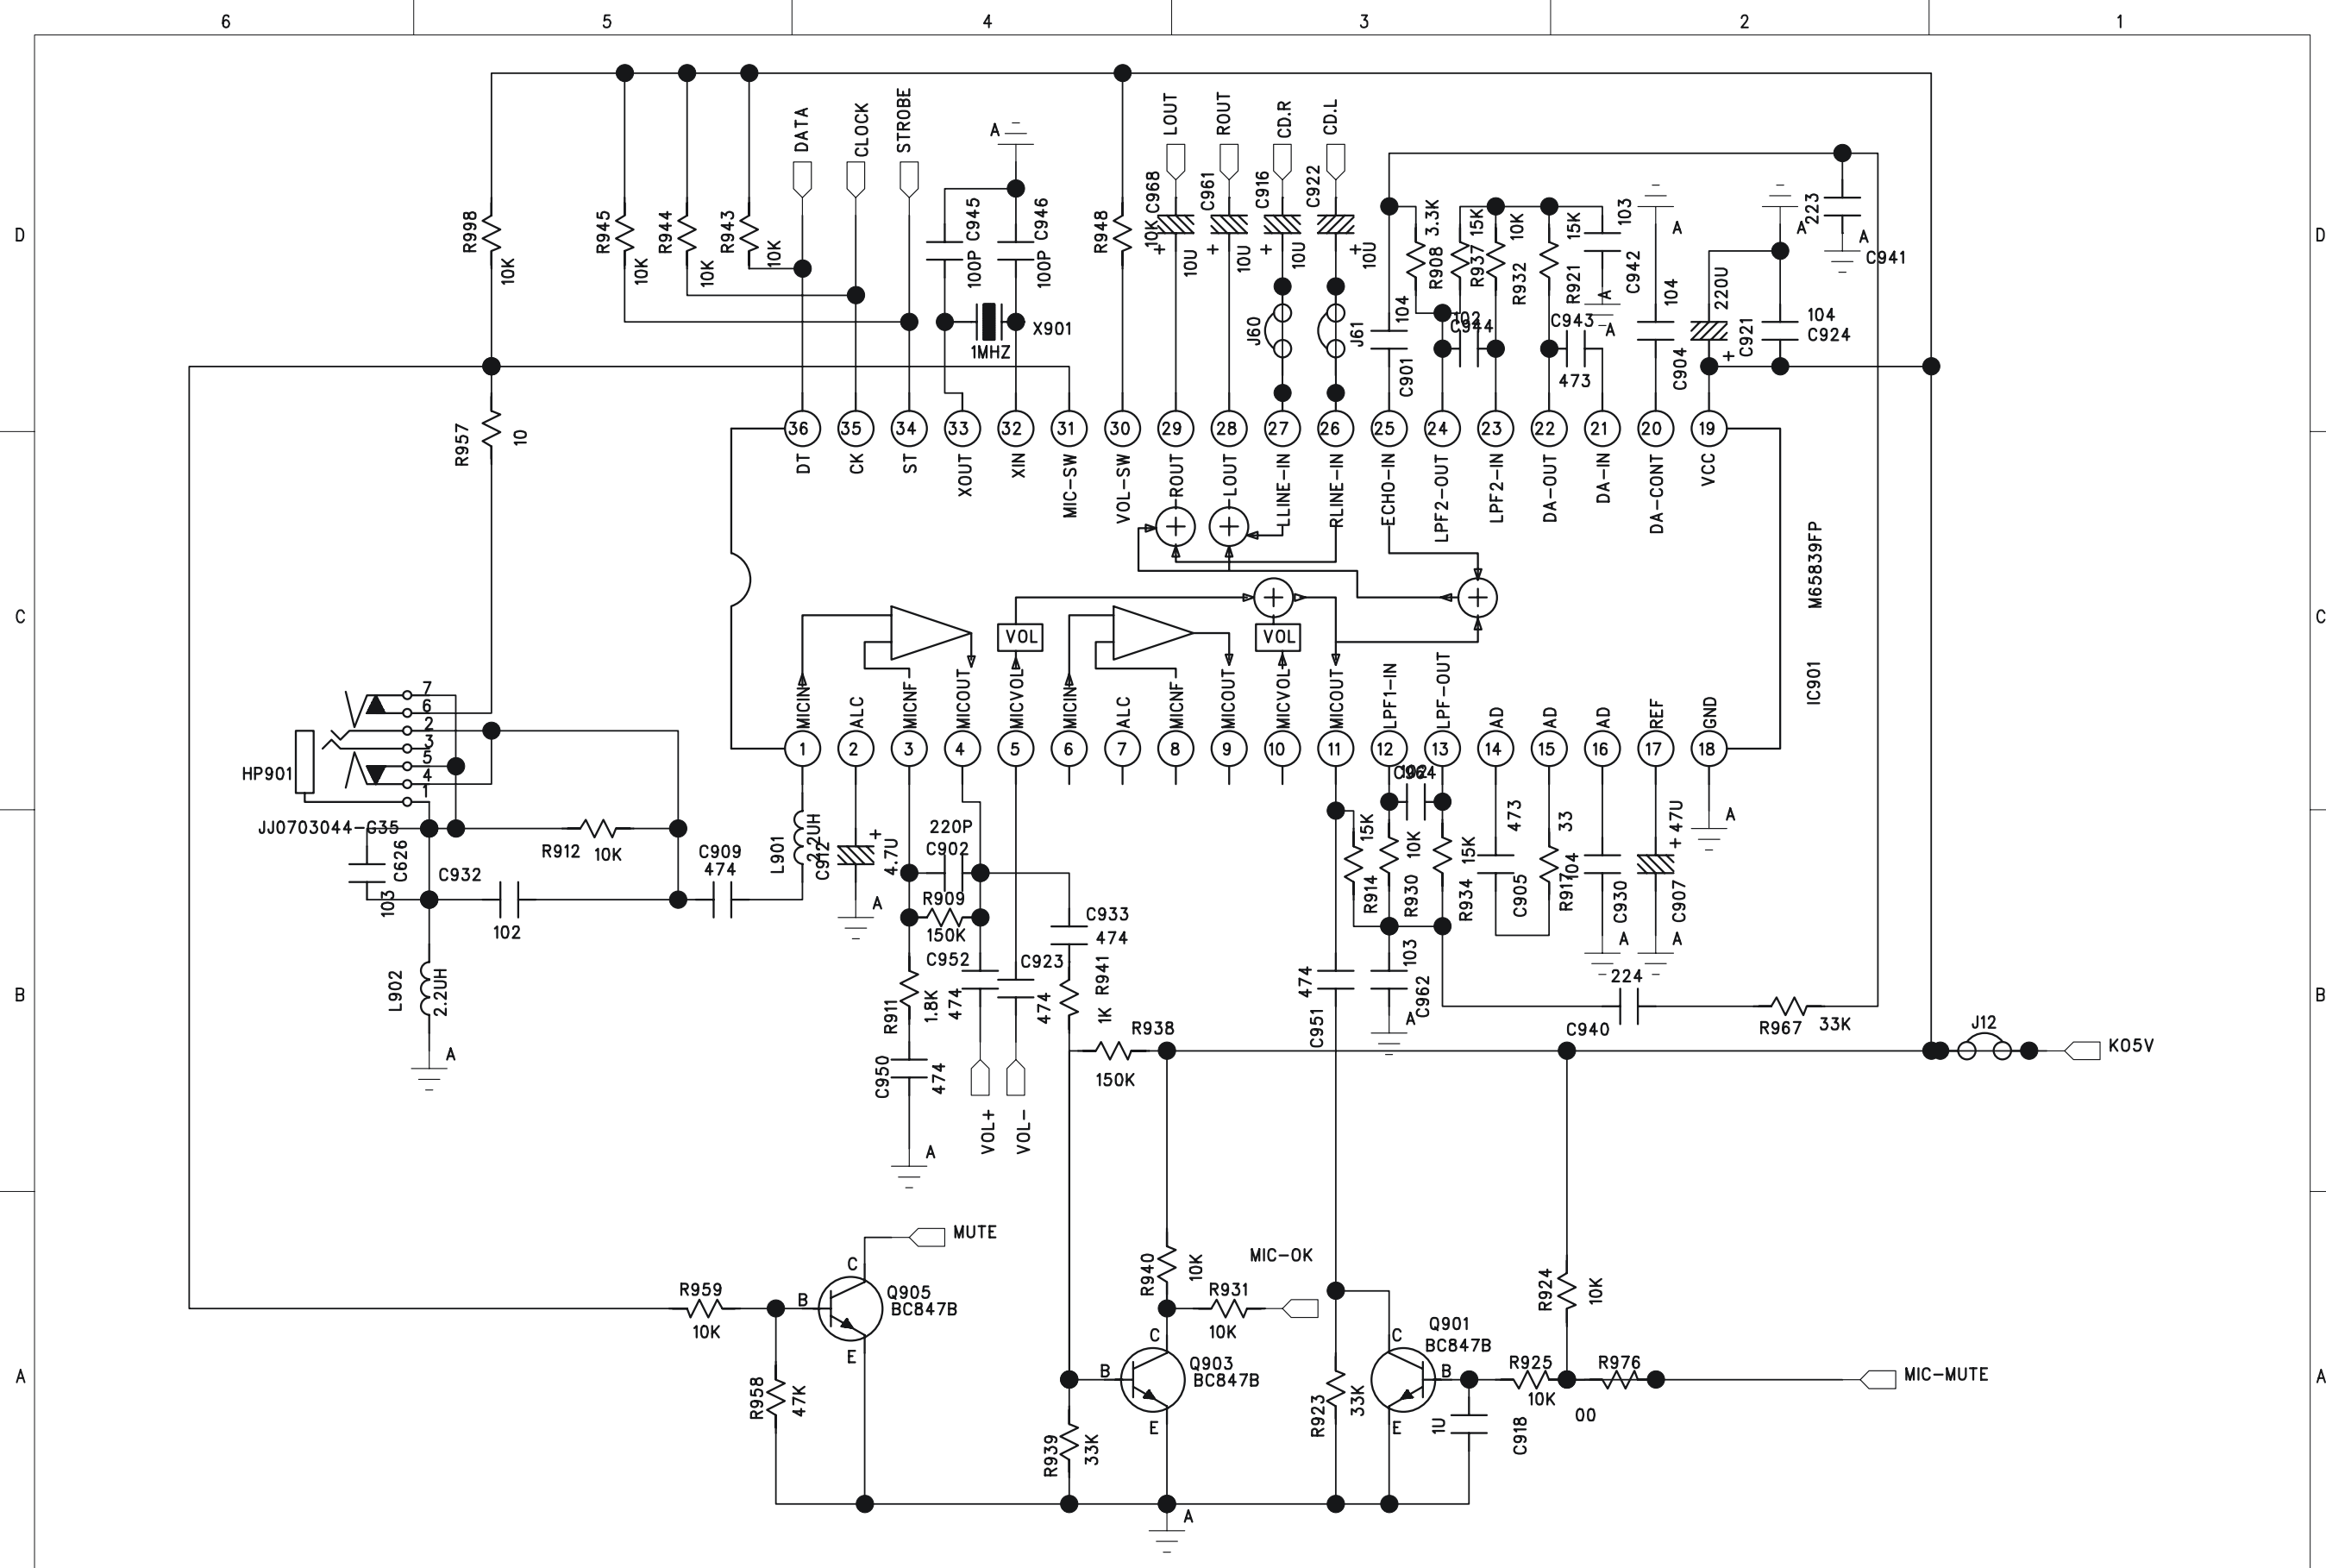 6 5 4 3 2 1
D
C
B
A
D
C
B
A
DATA
CLOCK
STROBE
A
LOUT
ROUT
CD.R
CD.L
R998
10K
R945
10K
R944
10K
R943
10K
C945
100P
C946
100P
X901
1MHZ
R948
10K
C968
+
10U
C961
+
10U
C916
+
10U
C922
+
10U
J60
J61
104
C901
3.3K
R908
15K
R937
10K
R932
102
C944
15K
R921
103
C942
A
A
C943
473
A
104
C904
220U
C921
+
A
104
C924
223
A
C941
R957
10
36 35 34 33 32 31 30 29 28 27 26 25 24 23 22 21 20 19
DT
CK
ST
XOUT
XIN
MIC-SW
VOL-SW
ROUT
LOUT
LLINE-IN
RLINE-IN
ECHO-IN
LPF2-OUT
LPF2-IN
DA-OUT
DA-IN
DA-CONT
VCC
M65839FP
IC901
VOL
VOL
MICIN
ALC
MICNF
MICOUT
MICVOL
MICIN
ALC
MICNF
MICOUT
MICVOL
MICOUT
LPF1-IN
LPF-OUT
AD
AD
AD
REF
GND
1 2 3 4 5 6 7 8 9 10 11 12 13 14 15 16 17 18
7
6
2
3
5
4
1
HP901
JJ0703044-G35
C626
103
C932
102
R912
10K
C909
474
L901
2.2UH
C912
+
4.7U
A
L902
2.2UH
A
220P
C902
R909
150K
C952
474
C923
474
R911
1.8K
C950
474
A
VOL+
VOL-
C933
474
R941
1K
R938
150K
C964
15K
R914
10K
R930
15K
R934
103
C962
A
474
C951
473
C905
33
R917
104
C930
A
+
47U
C907
A
A
224
C940
R967
33K
J12
K05V
MUTE
R959
10K
B
C
E
Q905
BC847B
R958
47K
R940
10K
MIC-OK
R931
10K
B
C
E
Q903
BC847B
R939
33K
A
R923
33K
Q901
BC847B
C
B
E
1U
C918
R925
10K
R924
10K
R976
00
MIC-MUTE